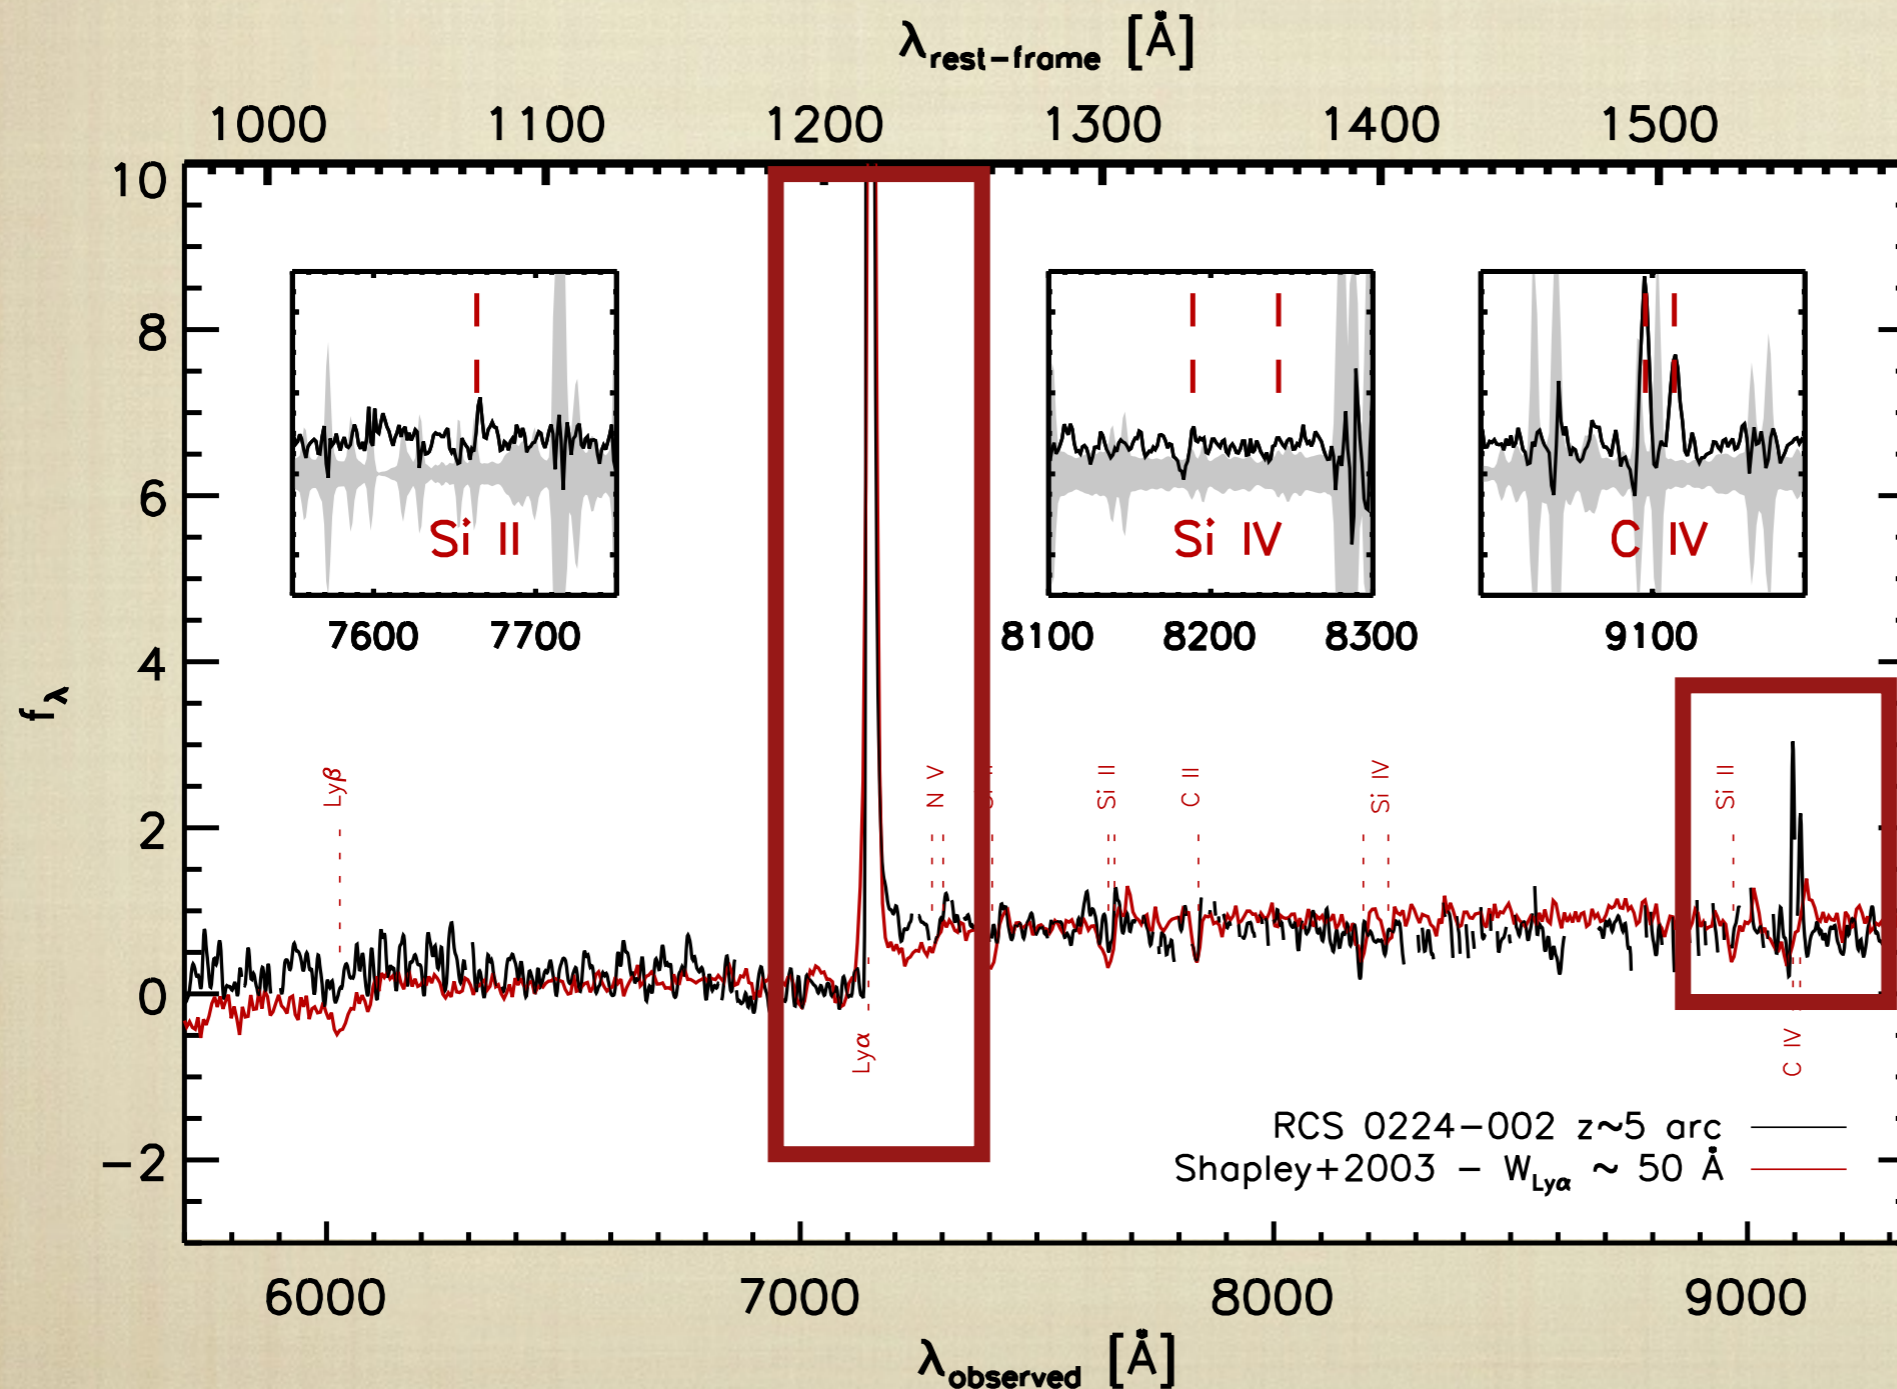 λrest-frame [Å]
1000 1100 1200 1300 1400 1500
10
8
6
4
2
0
-2
fλ
Si II
7600 7700
Si IV
8100 8200 8300
C IV
9100
Lyβ
Lyα
N V
Si II
C II
Si IV
Si II
C IV
RCS 0224-002 z~5 arc
Shapley+2003 - WLyα ~ 50 Å
6000 7000 8000 9000
λobserved [Å]